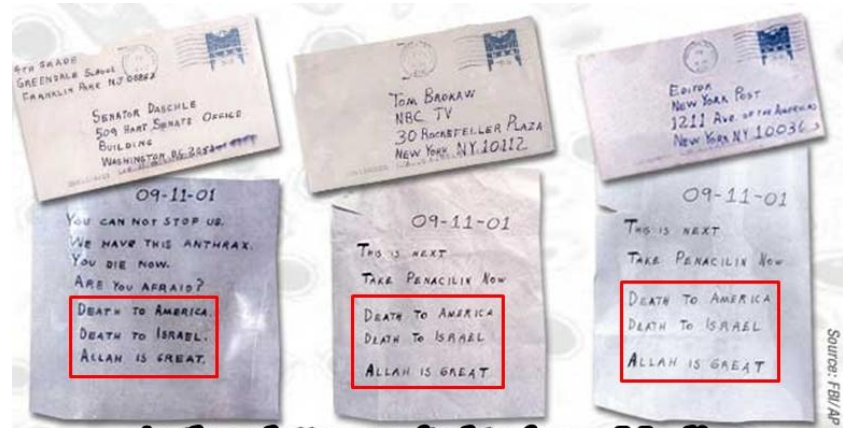 4TH GRADE
GREENDALE SCHOOL
FRANKLIN PARK NJ 08852
SENATOR DASCHLE
509 HART SENATE OFFICE
BUILDING
WASHINGTON DC 205
09-11-01
YOU CAN NOT STOP US.
WE HAVE THIS ANTHRAX.
YOU DIE NOW.
ARE YOU AFRAID?
DEATH TO AMERICA.
DEATH TO ISRAEL.
ALLAH IS GREAT.
TOM BROKAW
NBC TV
30 ROCKEFELLER PLAZA
NEW YORK NY 10112
09-11-01
THIS IS NEXT
TAKE PENACILIN NOW
DEATH TO AMERICA
DEATH TO ISRAEL
ALLAH IS GREAT
EDITOR
NEW YORK POST
1211 AVE. OF THE AMERICAS
NEW YORK NY 10036
09-11-01
THIS IS NEXT
TAKE PENACILIN NOW
DEATH TO AMERICA
DEATH TO ISRAEL
ALLAH IS GREAT
Source: FBI/AP